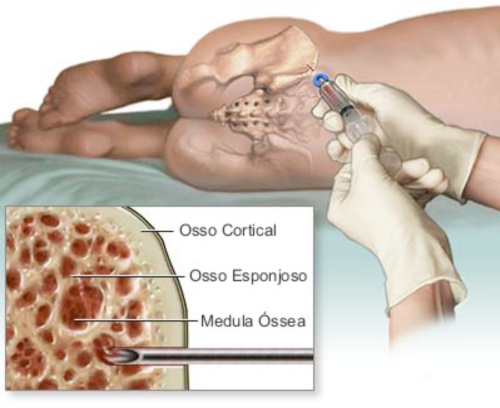 Osso Cortical
Osso Esponjoso
Medula Óssea